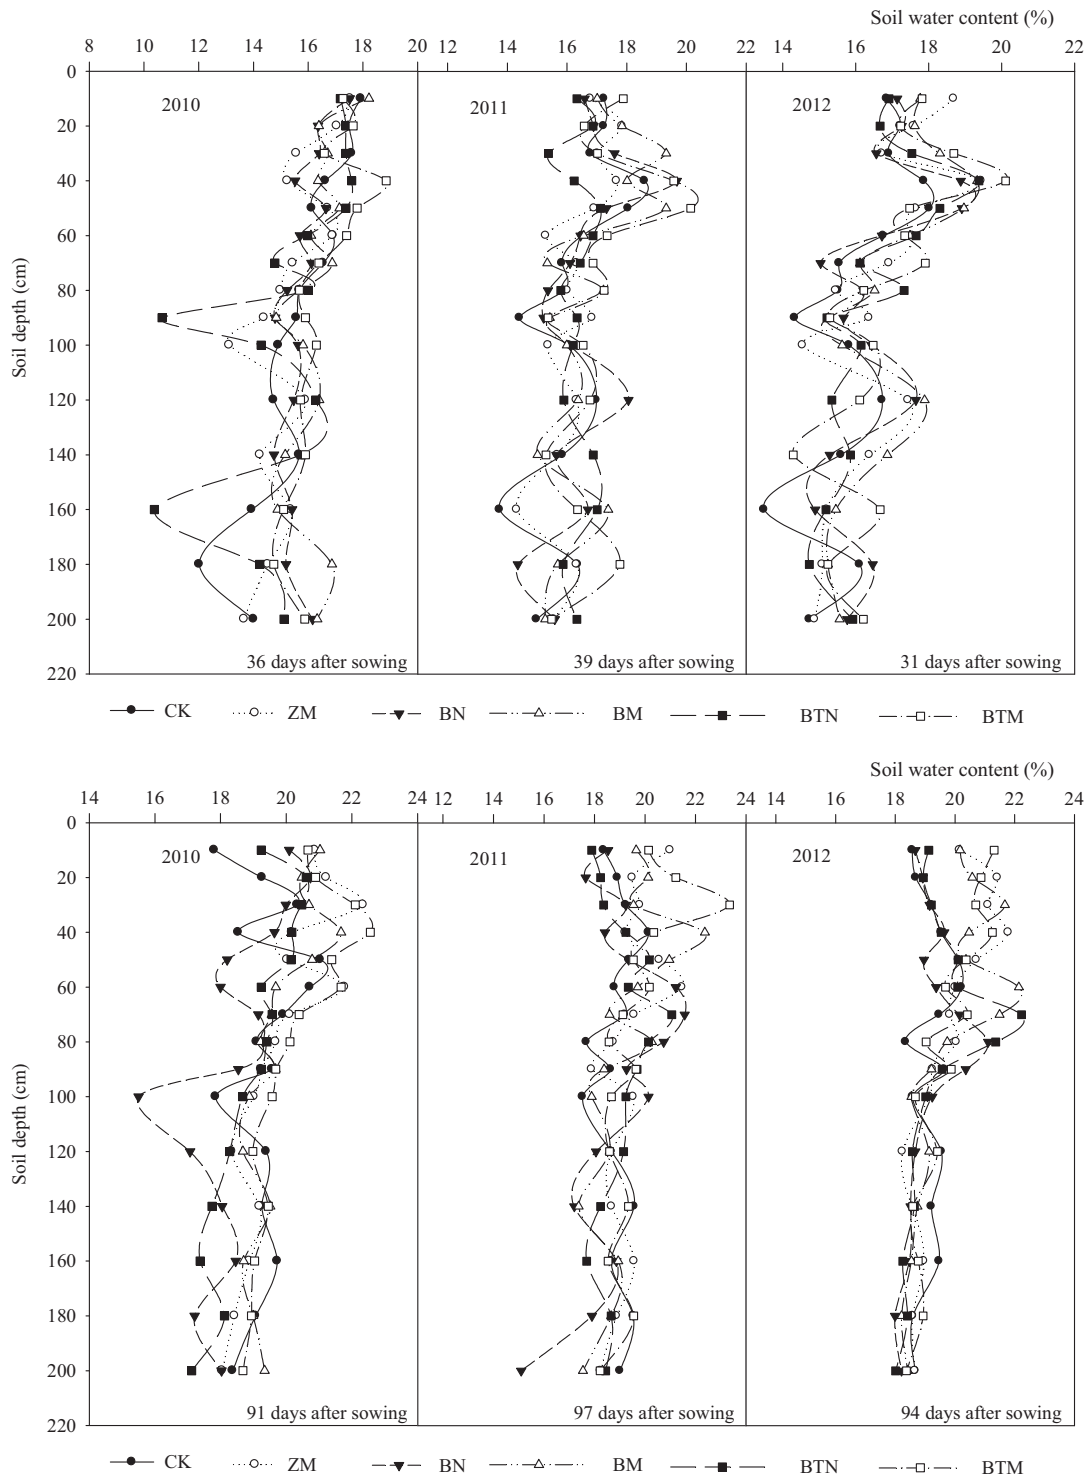 Soil water content (%)
8 10 12 14 16 18 20 22 12 14 16 18 20 22 12 14 16 18 20 22
0
20
40
60
80
100
120
140
160
180
200
220
Soil depth (cm)
2010
2011
2012
36 days after sowing
39 days after sowing
31 days after sowing
CK ZM BN BM BTN BTM
Soil water content (%)
14 16 18 20 22 24 12 14 16 18 20 22 24 14 16 18 20 22 24
0
20
40
60
80
100
120
140
160
180
200
220
Soil depth (cm)
2010
2011
2012
91 days after sowing
97 days after sowing
94 days after sowing
CK ZM BN BM BTN BTM